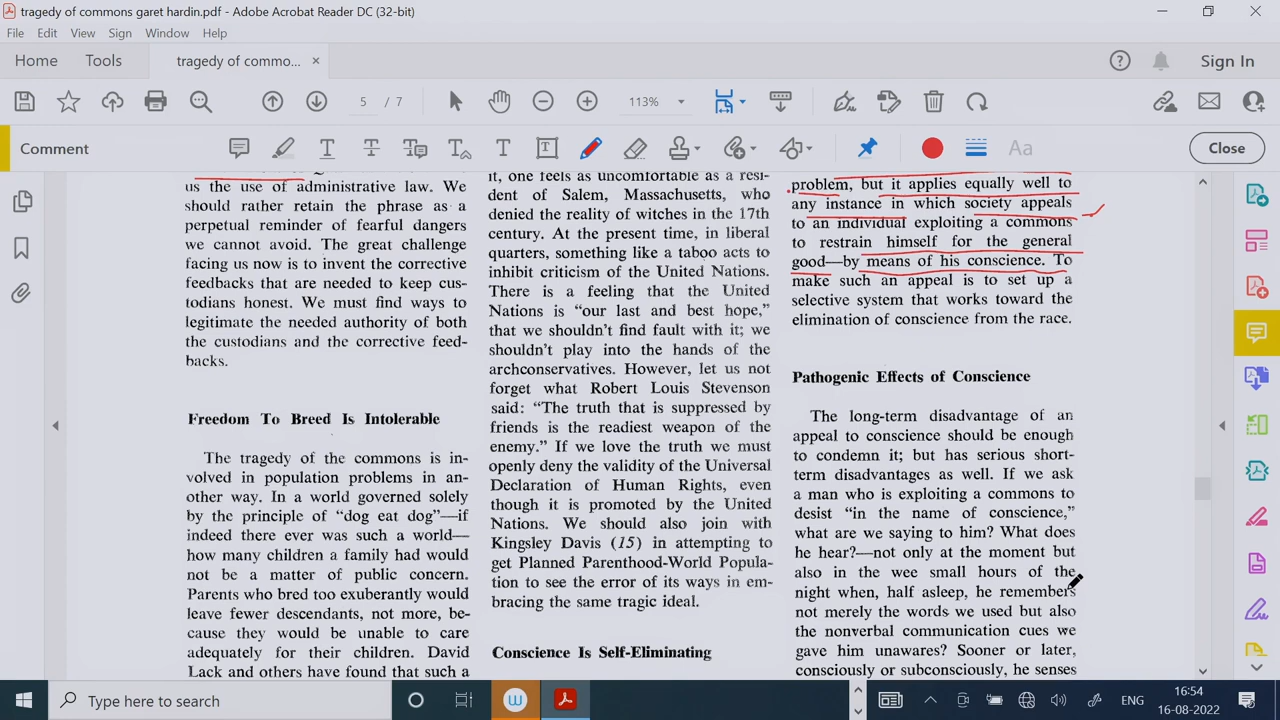 tragedy of commons garet hardin.pdf - Adobe Acrobat Reader DC (32-bit)
File Edit View Sign Window Help
Home Tools tragedy of commo... × Sign In
5 / 7 113%
Comment T T T T Aa Close
us the use of administrative law. We
should rather retain the phrase as a
perpetual reminder of fearful dangers
we cannot avoid. The great challenge
facing us now is to invent the corrective
feedbacks that are needed to keep cus-
todians honest. We must find ways to
legitimate the needed authority of both
the custodians and the corrective feed-
backs.
Freedom To Breed Is Intolerable
The tragedy of the commons is in-
volved in population problems in an-
other way. In a world governed solely
by the principle of “dog eat dog”—if
indeed there ever was such a world—
how many children a family had would
not be a matter of public concern.
Parents who bred too exuberantly would
leave fewer descendants, not more, be-
cause they would be unable to care
adequately for their children. David
Lack and others have found that such a
it, one feels as uncomfortable as a resi-
dent of Salem, Massachusetts, who
denied the reality of witches in the 17th
century. At the present time, in liberal
quarters, something like a taboo acts to
inhibit criticism of the United Nations.
There is a feeling that the United
Nations is “our last and best hope,”
that we shouldn’t find fault with it; we
shouldn’t play into the hands of the
archconservatives. However, let us not
forget what Robert Louis Stevenson
said: “The truth that is suppressed by
friends is the readiest weapon of the
enemy.” If we love the truth we must
openly deny the validity of the Universal
Declaration of Human Rights, even
though it is promoted by the United
Nations. We should also join with
Kingsley Davis (15) in attempting to
get Planned Parenthood-World Popula-
tion to see the error of its ways in em-
bracing the same tragic ideal.
Conscience Is Self-Eliminating
problem, but it applies equally well to
any instance in which society appeals
to an individual exploiting a commons
to restrain himself for the general
good—by means of his conscience. To
make such an appeal is to set up a
selective system that works toward the
elimination of conscience from the race.
Pathogenic Effects of Conscience
The long-term disadvantage of an
appeal to conscience should be enough
to condemn it; but has serious short-
term disadvantages as well. If we ask
a man who is exploiting a commons to
desist “in the name of conscience,”
what are we saying to him? What does
he hear?—not only at the moment but
also in the wee small hours of the
night when, half asleep, he remembers
not merely the words we used but also
the nonverbal communication cues we
gave him unawares? Sooner or later,
consciously or subconsciously, he senses
Type here to search
ENG
16:54
16-08-2022